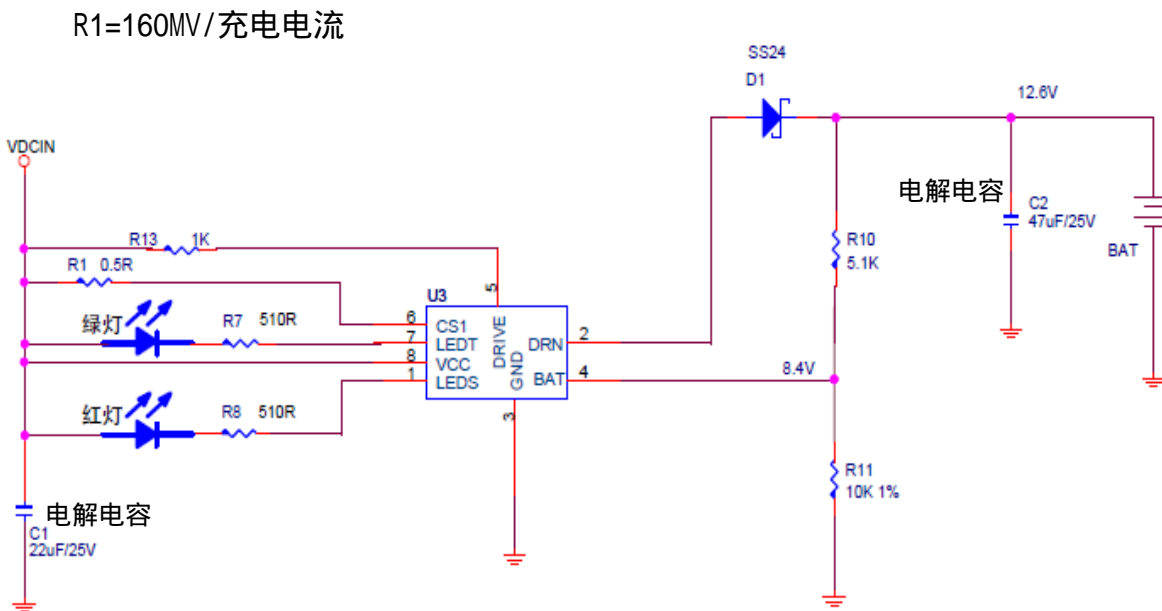 R1=160MV/充电电流
SS24
D1
12.6V
VDCIN
电解电容
C2
47uF/25V
R13 1K
R10
5.1K
BAT
R1 0.5R
5
U3
绿灯
R7 510R
6
CS1
7
LEDT
8
VCC
1
LEDS
DRIVE
GND
DRN
2
BAT
4
8.4V
红灯
R8 510R
3
R11
10K 1%
电解电容
C1
22uF/25V